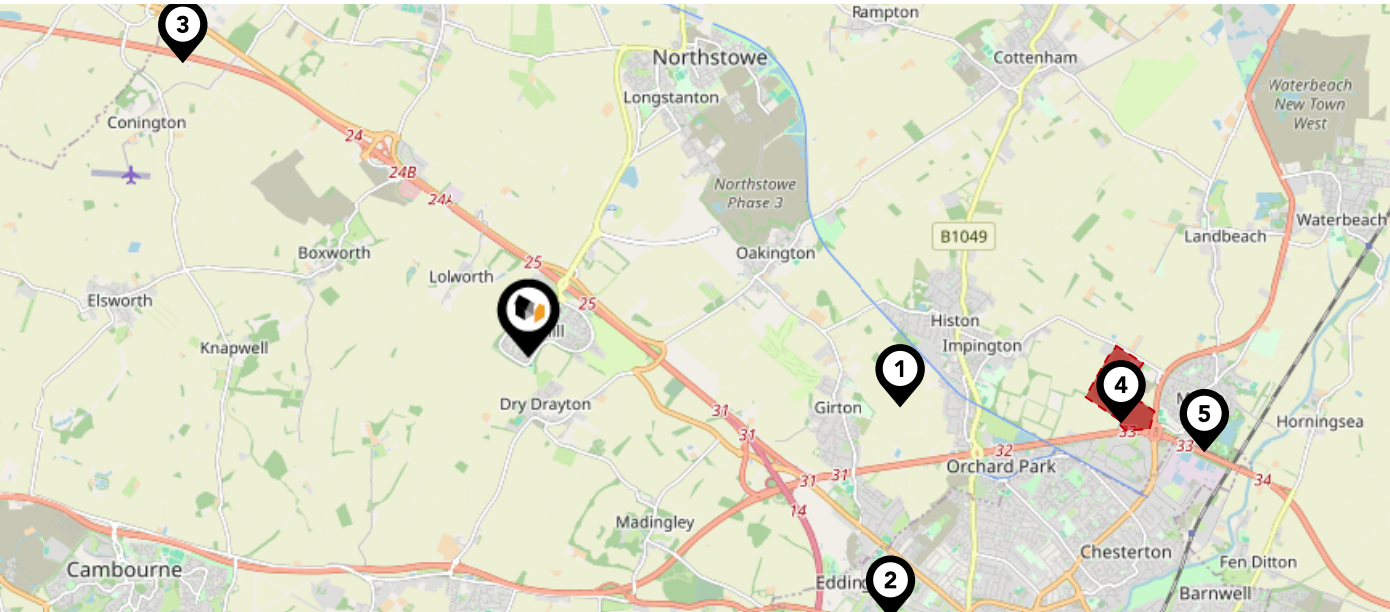 Rampton
3
Northstowe
Cottenham
Longstanton
Waterbeach
New Town
West
Conington
24
24B
24A
Northstowe
Phase 3
Waterbeach
B1049
Landbeach
Boxworth
Oakington
25
Lolworth
Elsworth
25
Histon
Knapwell
Impington
1
4
Dry Drayton
31
Girton
5
Horningsea
31
33
33
32
31
31
Orchard Park
34
14
Madingley
Chesterton
Cambourne
Fen Ditton
2
Barnwell